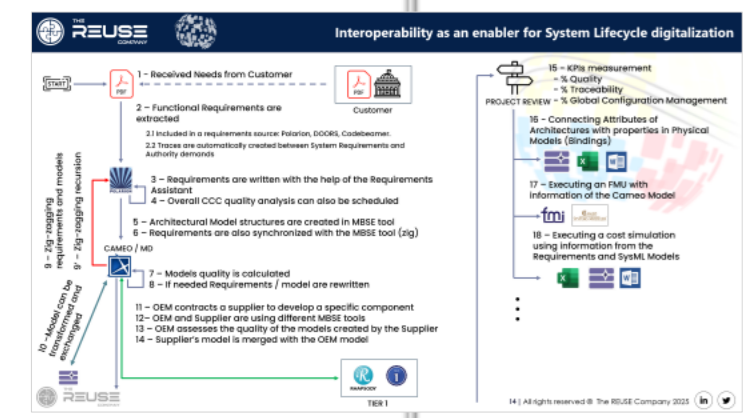 THE
REUSE
COMPANY
Interoperability as an enabler for System Lifecycle digitalization
START
PDF
1 - Received Needs from Customer
PDF
Customer
2 – Functional Requirements are
extracted
2.1 Included in a requirements source: Polarion, DOORS, Codebeamer.
2.2 Traces are automatically created between System Requirements and
Authority demands
POLARION
3 – Requirements are written with the help of the Requirements
Assistant
4 – Overall CCC quality analysis can also be scheduled
5 – Architectural Model structures are created in MBSE tool
6 – Requirements are also synchronized with the MBSE tool (zig)
9 – Zig-zagging
requirements and models
9' – Zig-zagging recursion
CAMEO / MD
7 – Models quality is calculated
8 – If needed Requirements / model are rewritten
10 – Model can be
transformed and
exchanged
11 – OEM contracts a supplier to develop a specific component
12– OEM and Supplier are using different MBSE tools
13 – OEM assesses the quality of the models created by the Supplier
14 – Supplier's model is merged with the OEM model
RHAPSODY
TIER 1
THE
REUSE
COMPANY
PROJECT REVIEW
15 – KPIs measurement
- % Quality
- % Traceability
- % Global Configuration Management
16 – Connecting Attributes of
Architectures with properties in Physical
Models (Bindings)
17 – Executing an FMU with
information of the Cameo Model
fmi
18 – Executing a cost simulation
using information from the
Requirements and SysML Models
14 | All rights reserved ® The REUSE Company 2025
in